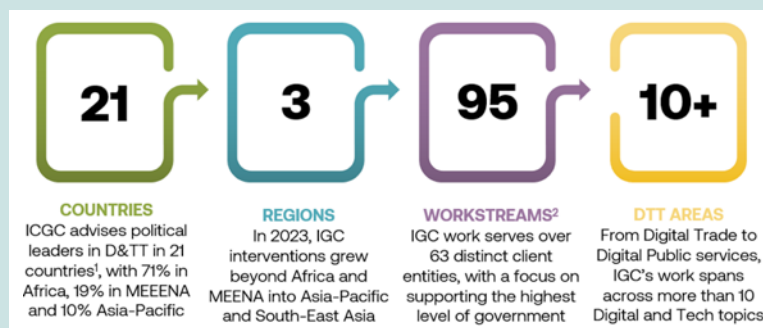 21
3
95
10+
COUNTRIES
ICGC advises political
leaders in D&TT in 21
countries¹, with 71% in
Africa, 19% in MEEENA
and 10% Asia-Pacific
REGIONS
In 2023, IGC
interventions grew
beyond Africa and
MEENA into Asia-Pacific
and South-East Asia
WORKSTREAMS²
IGC work serves over
63 distinct client
entities, with a focus on
supporting the highest
level of government
DTT AREAS
From Digital Trade to
Digital Public services,
IGC's work spans
across more than 10
Digital and Tech topics